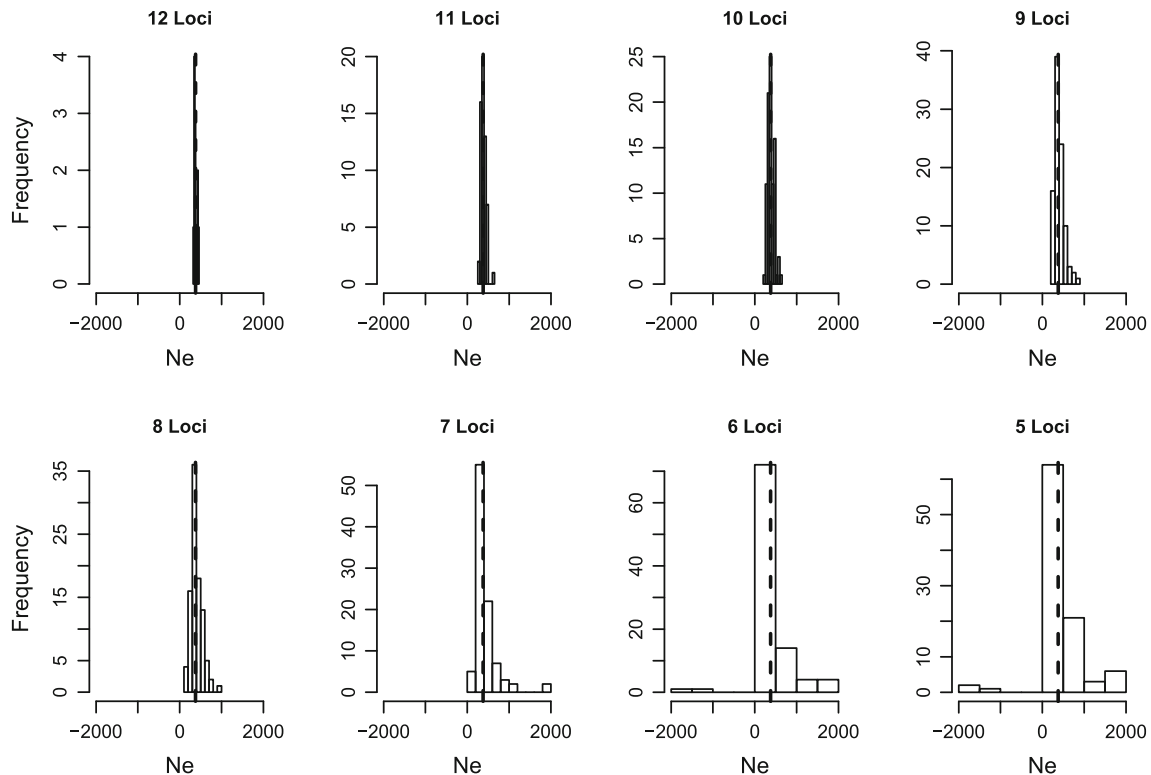 12 Loci
11 Loci
10 Loci
9 Loci
Frequency
0 1 2 3 4
0 5 10 15 20
0 5 10 15 20 25
0 10 20 30 40
−2000 0 2000
−2000 0 2000
−2000 0 2000
−2000 0 2000
Ne
Ne
Ne
Ne
8 Loci
7 Loci
6 Loci
5 Loci
Frequency
0 5 15 25 35
0 10 20 30 40 50
0 20 40 60
0 10 30 50
−2000 0 2000
−2000 0 2000
−2000 0 2000
−2000 0 2000
Ne
Ne
Ne
Ne